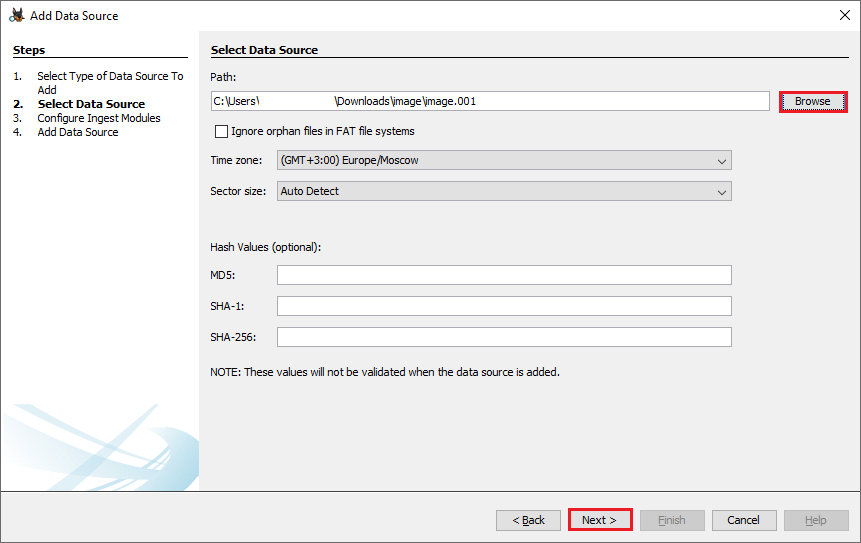 Add Data Source
Steps
1. Select Type of Data Source To
Add
2. Select Data Source
3. Configure Ingest Modules
4. Add Data Source
Select Data Source
Path:
C:\Users\ \Downloads\image\image.001
Browse
Ignore orphan files in FAT file systems
Time zone: (GMT+3:00) Europe/Moscow
Sector size: Auto Detect
Hash Values (optional):
MD5:
SHA-1:
SHA-256:
NOTE: These values will not be validated when the data source is added.
< Back Next > Finish Cancel Help